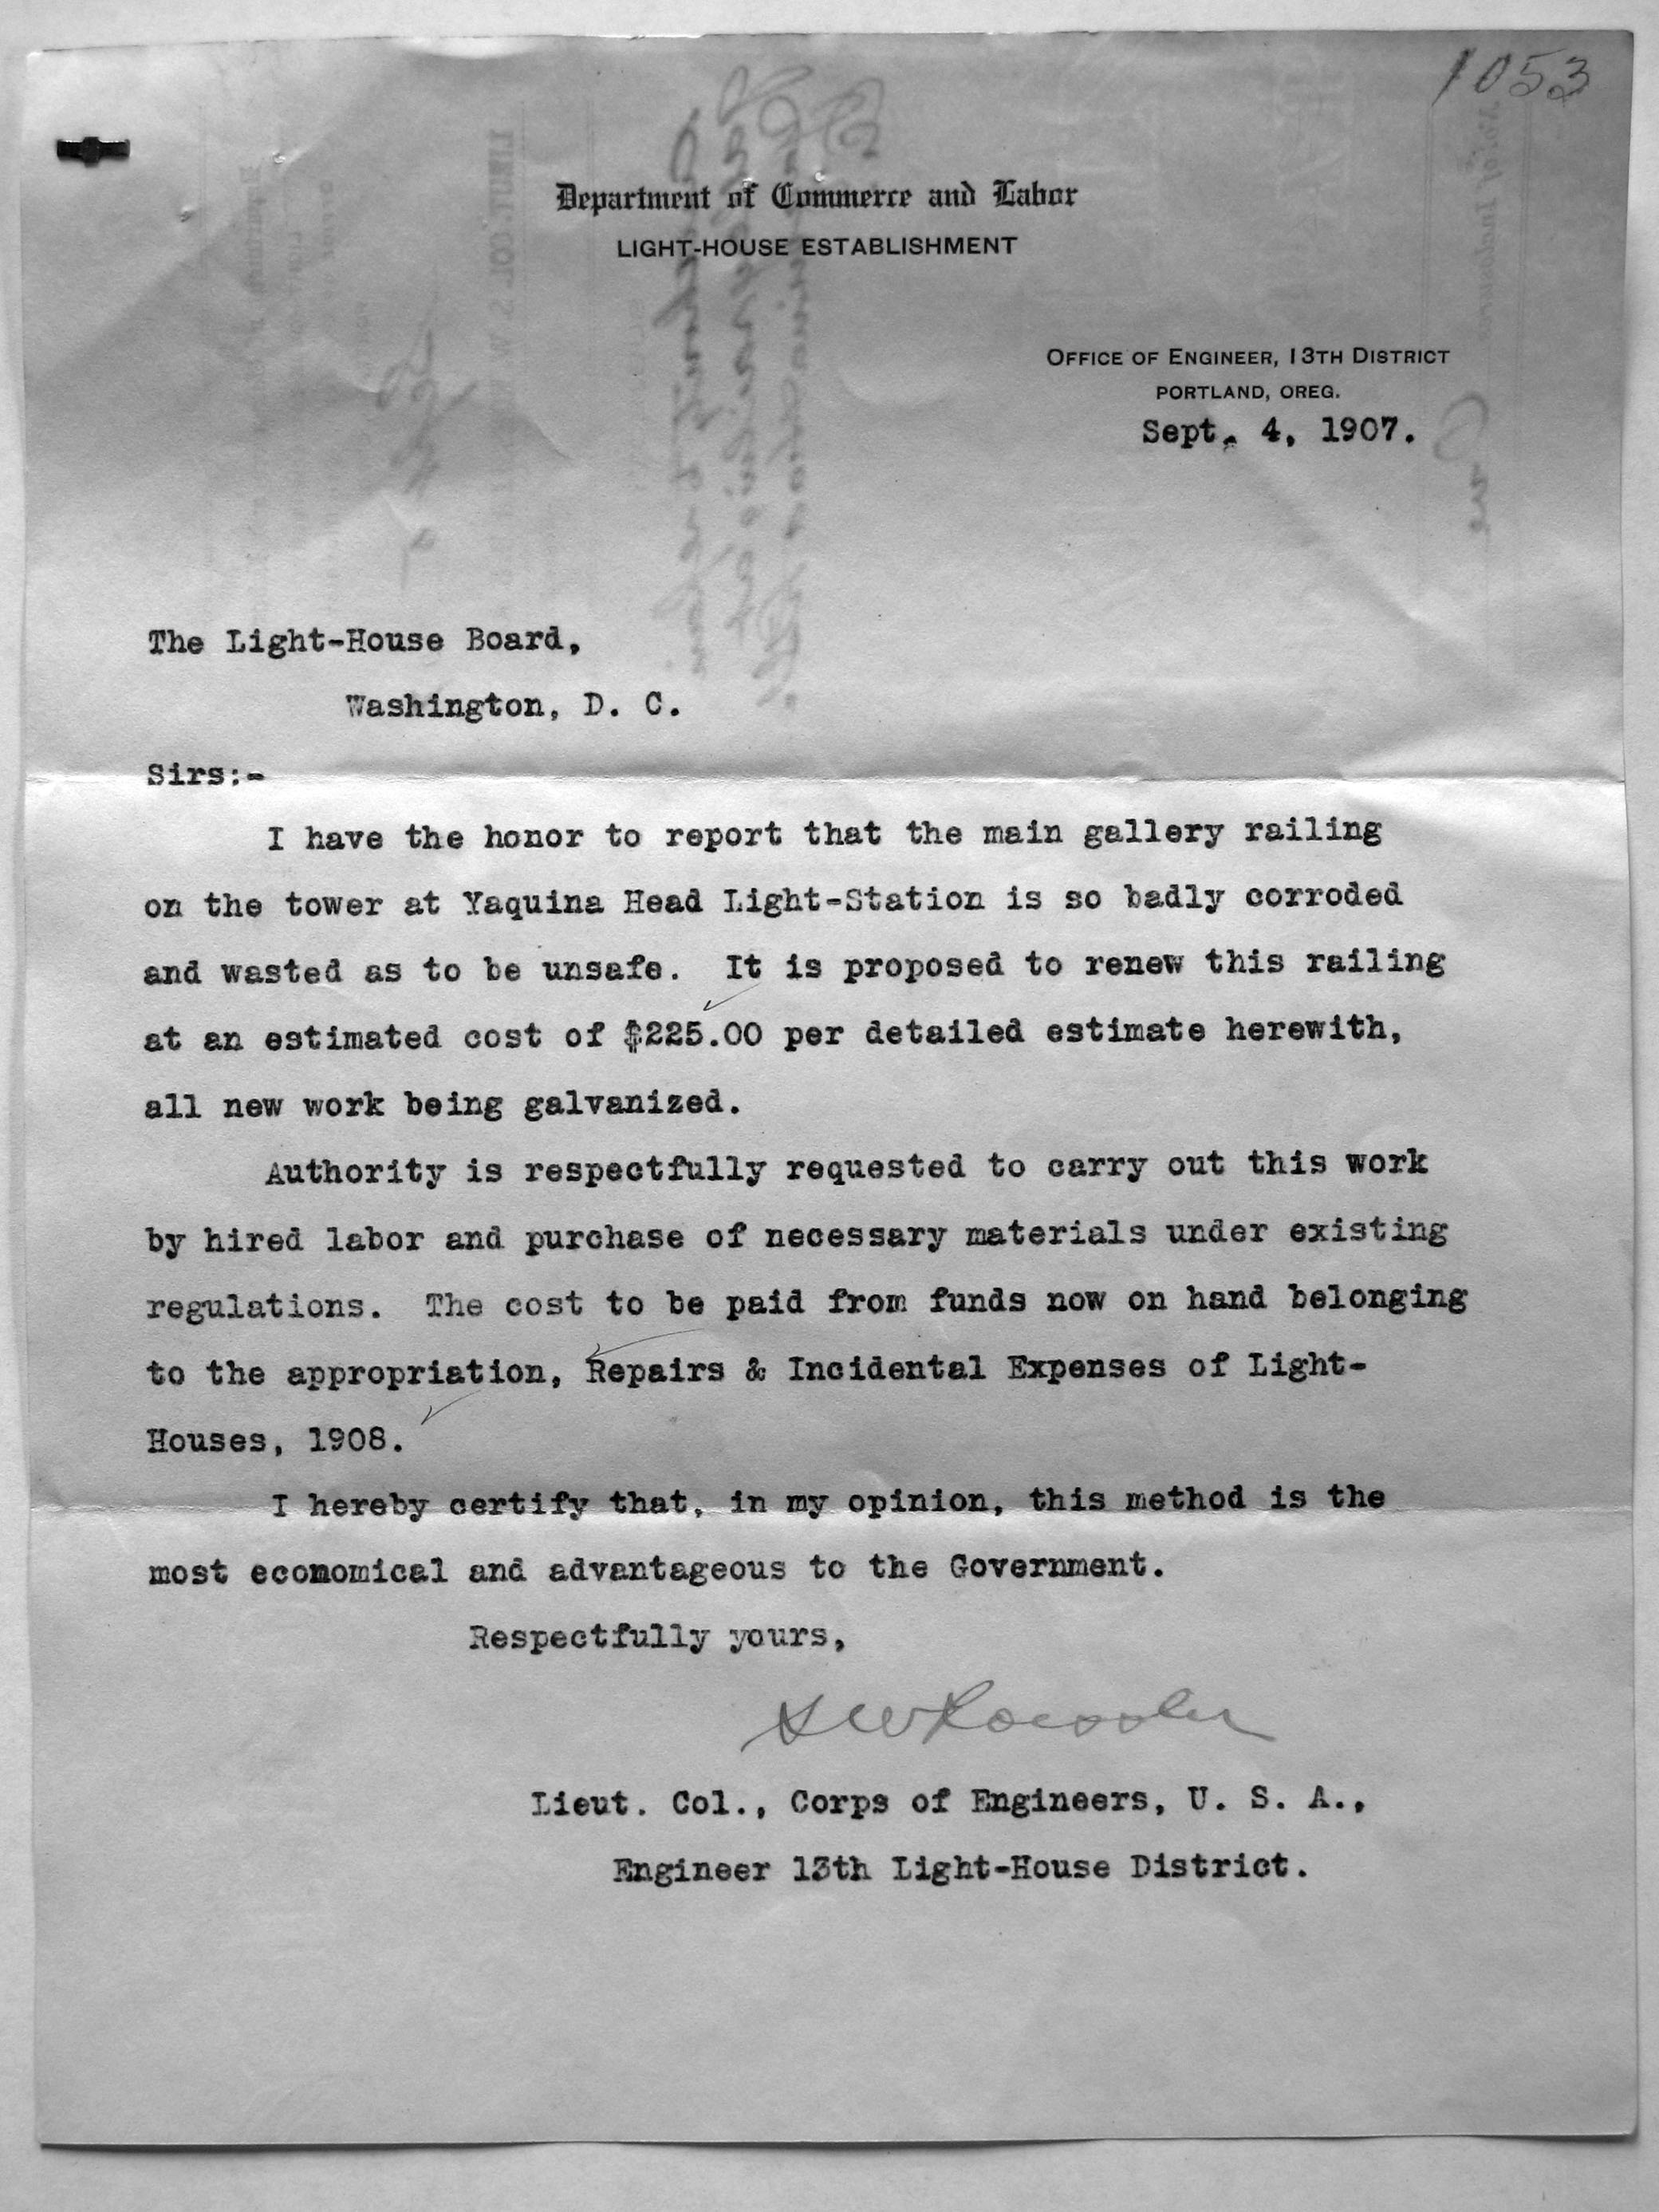 1053
Department of Commerce and Labor
LIGHT-HOUSE ESTABLISHMENT
OFFICE OF ENGINEER, 13TH DISTRICT
PORTLAND, OREG.
Sept. 4, 1907.
The Light-House Board,
Washington, D. C.
Sirs:-
I have the honor to report that the main gallery railing
on the tower at Yaquina Head Light-Station is so badly corroded
and wasted as to be unsafe. It is proposed to renew this railing
at an estimated cost of $225.00 per detailed estimate herewith,
all new work being galvanized.
Authority is respectfully requested to carry out this work
by hired labor and purchase of necessary materials under existing
regulations. The cost to be paid from funds now on hand belonging
to the appropriation, Repairs & Incidental Expenses of Light-
Houses, 1908.
I hereby certify that, in my opinion, this method is the
most economical and advantageous to the Government.
Respectfully yours,
S W Roessler
Lieut. Col., Corps of Engineers, U. S. A.,
Engineer 13th Light-House District.